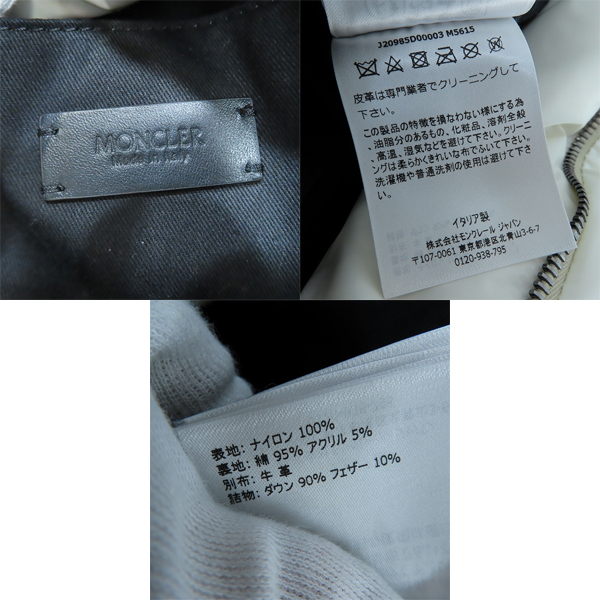 MONCLER
Made in Italy
J20985D00003 M5615
皮革は専門業者でクリーニングして
下さい。
この製品の特徴を損なわない様にする為
、油脂分のあるもの、化粧品、溶剤全般
、高温、湿気などを避けて下さい。クリーニ
ングは柔らかくきれいな布でふいて下さい。
洗濯機や普通洗剤の使用は避けて下さい
イタリア製
株式会社モンクレール ジャパン
〒107-0061 東京都港区北青山3-6-7
0120-938-795
表地: ナイロン 100%
裏地: 綿 95% アクリル 5%
別布: 牛 革
詰物: ダウン 90% フェザー 10%